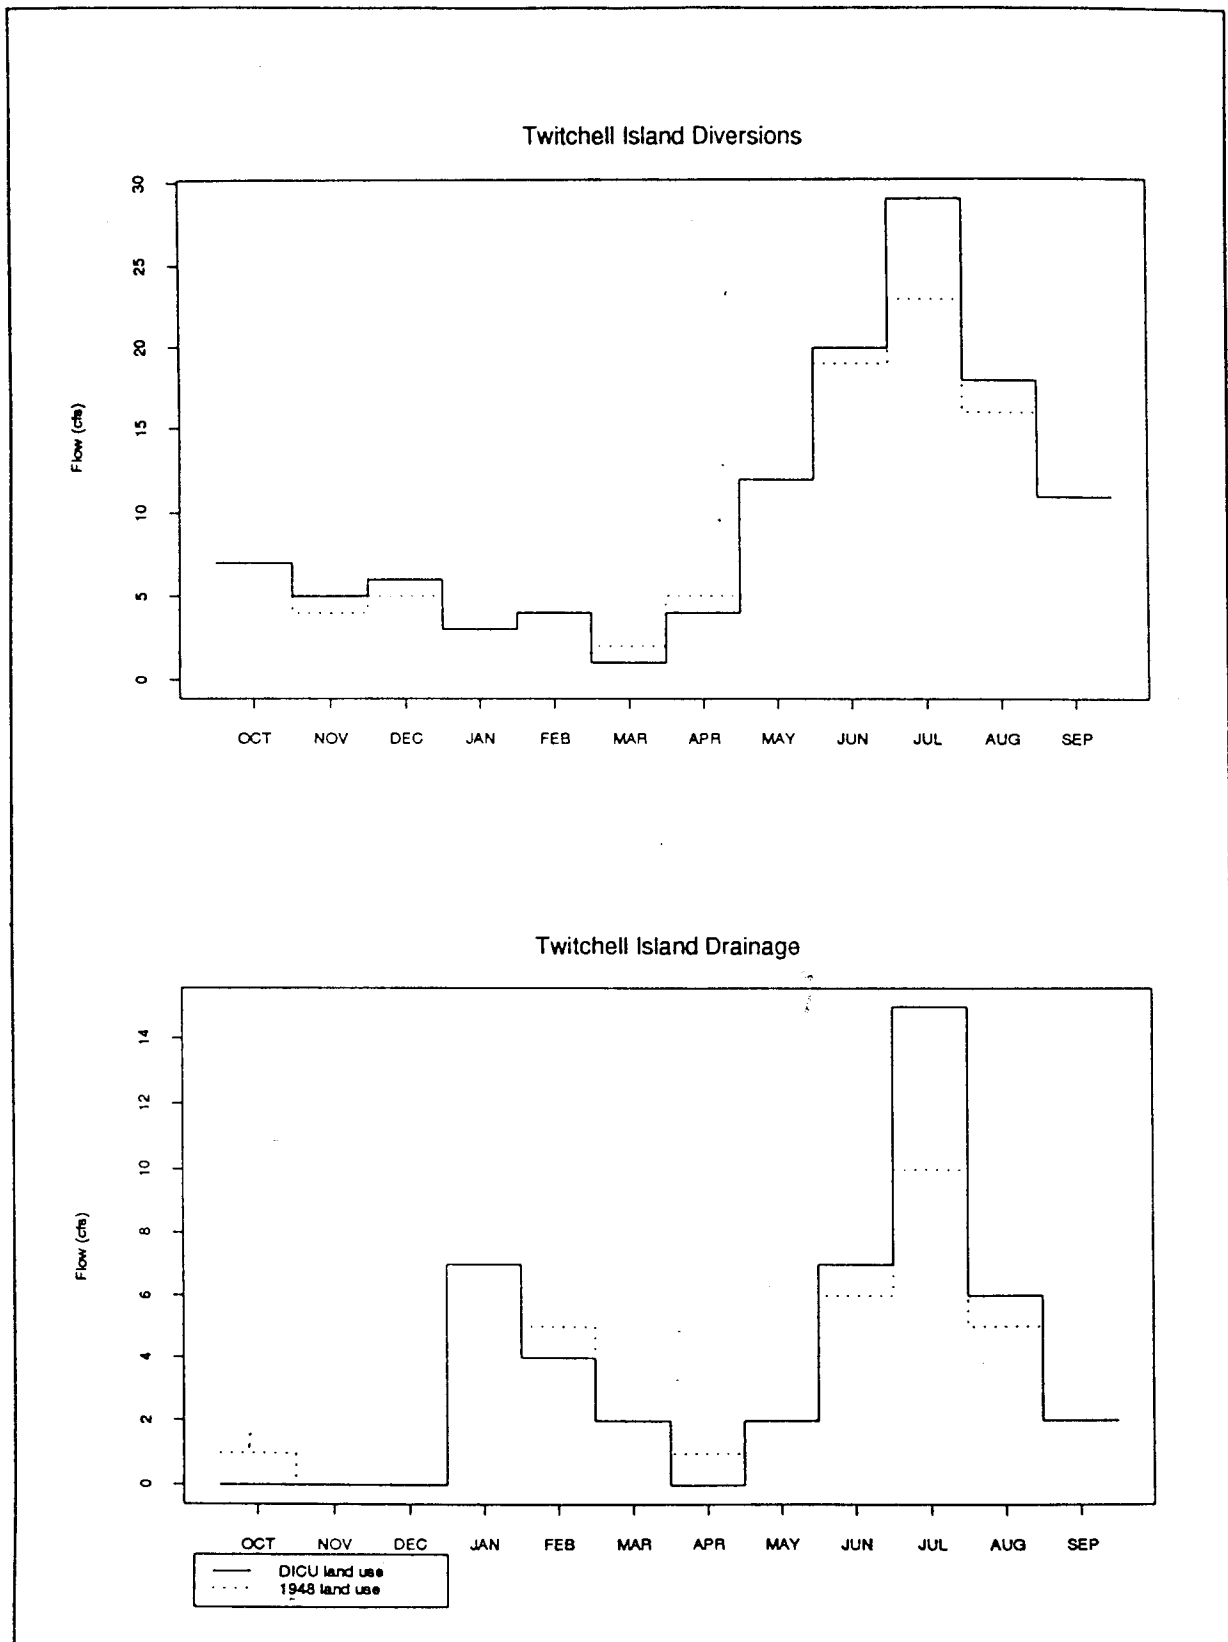 Twitchell Island Diversions
30
25
20
15
10
5
0
Flow (cfs)
OCT NOV DEC JAN FEB MAR APR MAY JUN JUL AUG SEP
Twitchell Island Drainage
14
12
10
8
6
4
2
0
Flow (cfs)
OCT NOV DEC JAN FEB MAR APR MAY JUN JUL AUG SEP
DICU land use
1948 land use